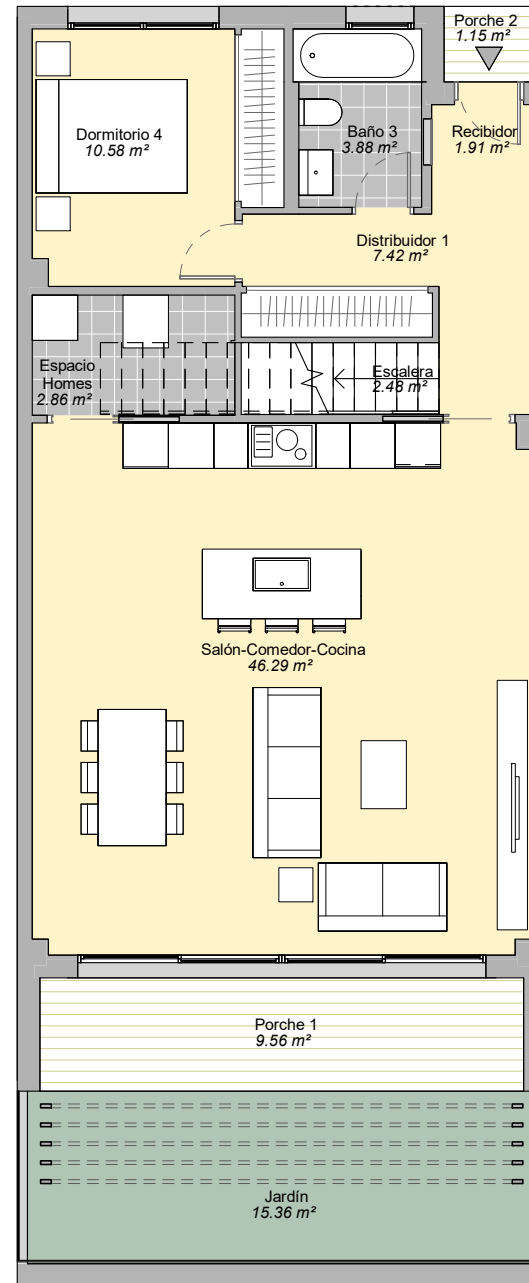 Porche 2
1.15 m²
Dormitorio 4
10.58 m²
Baño 3
3.88 m²
Recibidor
1.91 m²
Distribuidor 1
7.42 m²
Espacio
Homes
2.86 m²
Escalera
2.48 m²
Salón-Comedor-Cocina
46.29 m²
Porche 1
9.56 m²
Jardín
15.36 m²